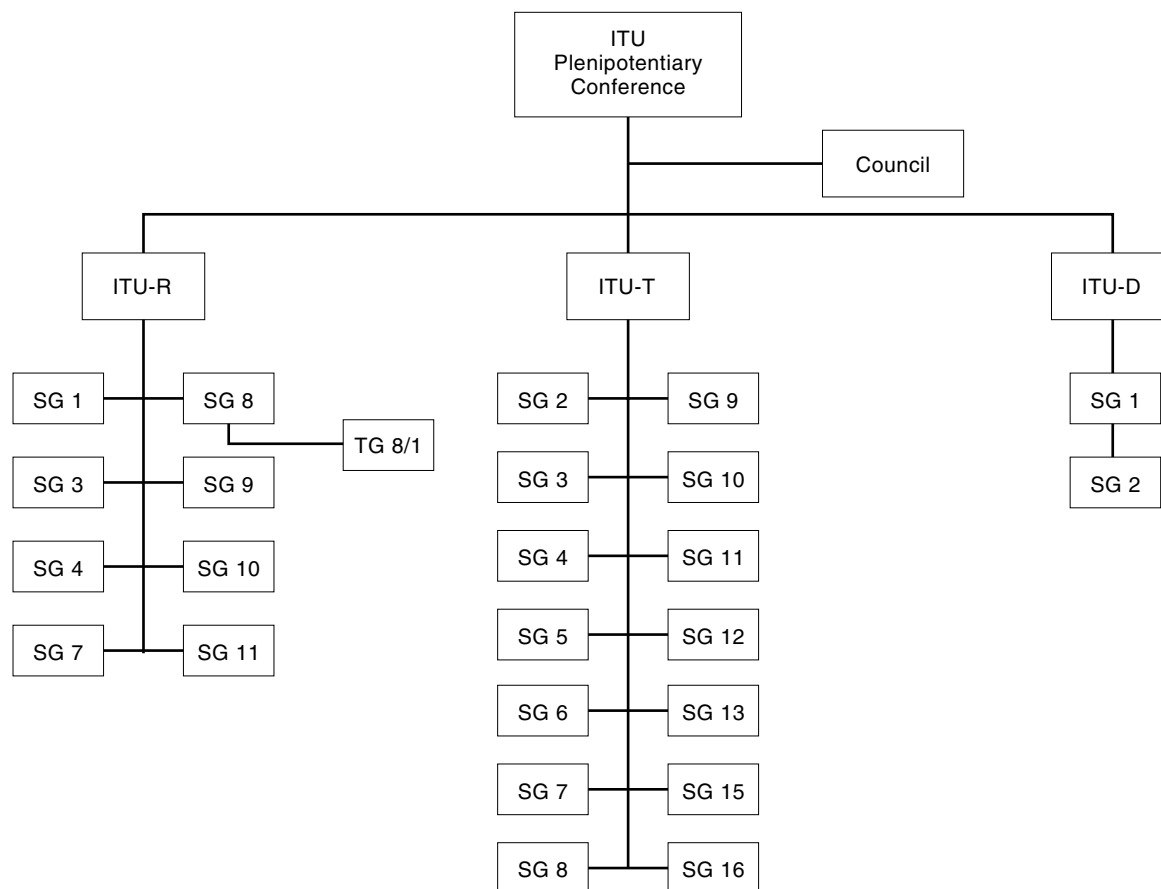 ITU
Plenipotentiary
Conference
Council
ITU-R
ITU-T
ITU-D
SG 1
SG 8
TG 8/1
SG 3
SG 9
SG 4
SG 10
SG 7
SG 11
SG 2
SG 9
SG 3
SG 10
SG 4
SG 11
SG 5
SG 12
SG 6
SG 13
SG 7
SG 15
SG 8
SG 16
SG 1
SG 2